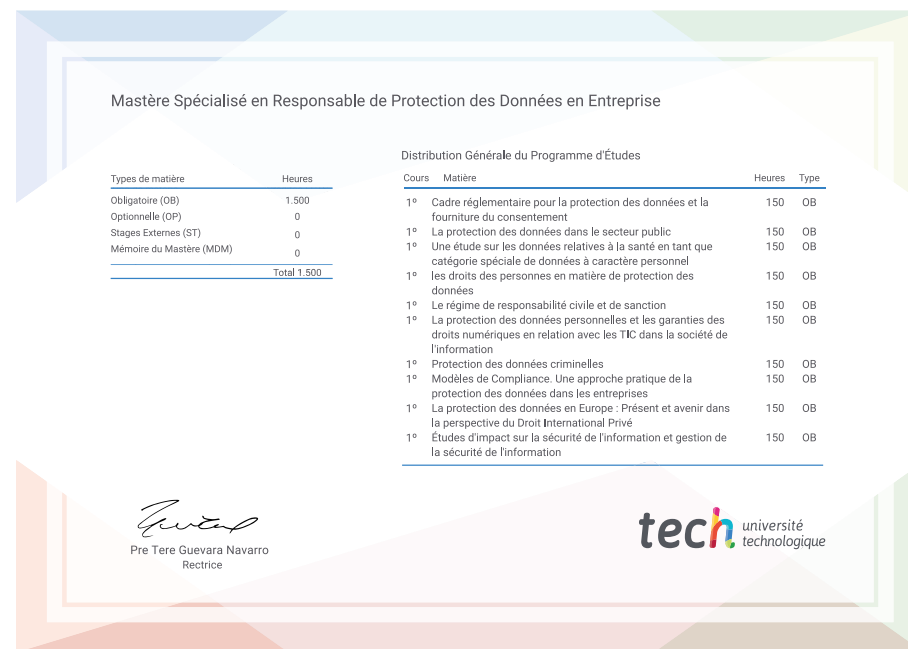 Mastère Spécialisé en Responsable de Protection des Données en Entreprise
Types de matière Heures
Obligatoire (OB) 1.500
Optionnelle (OP) 0
Stages Externes (ST) 0
Mémoire du Mastère (MDM) 0
Total 1.500
Distribution Générale du Programme d'Études
Cours Matière Heures Type
1º Cadre réglementaire pour la protection des données et la 150 OB
fourniture du consentement
1º La protection des données dans le secteur public 150 OB
1º Une étude sur les données relatives à la santé en tant que 150 OB
catégorie spéciale de données à caractère personnel
1º les droits des personnes en matière de protection des 150 OB
données
1º Le régime de responsabilité civile et de sanction 150 OB
1º La protection des données personnelles et les garanties des 150 OB
droits numériques en relation avec les TIC dans la société de
l'information
1º Protection des données criminelles 150 OB
1º Modèles de Compliance. Une approche pratique de la 150 OB
protection des données dans les entreprises
1º La protection des données en Europe : Présent et avenir dans 150 OB
la perspective du Droit International Privé
1º Études d'impact sur la sécurité de l'information et gestion de 150 OB
la sécurité de l'information
Pre Tere Guevara Navarro
Rectrice
tech université
technologique